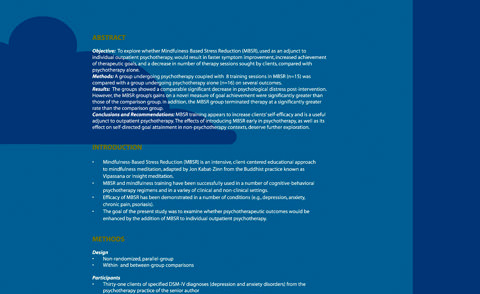 ABSTRACT
Objective: To explore whether Mindfulness Based Stress Reduction (MBSR), used as an adjunct to
individual outpatient psychotherapy, would result in faster symptom improvement, increased achievement
of therapeutic goals, and a decrease in number of therapy sessions sought by clients, compared with
psychotherapy alone.
Methods: A group undergoing psychotherapy coupled with 8 training sessions in MBSR (n=15) was
compared with a group undergoing psychotherapy alone (n=16) on several outcomes.
Results: The groups showed a comparable significant decrease in psychological distress post-intervention.
However, the MBSR group's gains on a novel measure of goal achievement were significantly greater than
those of the comparison group. In addition, the MBSR group terminated therapy at a significantly greater
rate than the comparison group.
Conclusions and Recommendations: MBSR training appears to increase clients' self-efficacy and is a useful
adjunct to outpatient psychotherapy. The effects of introducing MBSR early in psychotherapy, as well as its
effect on self-directed goal attainment in non-psychotherapy contexts, deserve further exploration.
INTRODUCTION
• Mindfulness Based Stress Reduction (MBSR) is an intensive, client-centered educational approach
to mindfulness meditation, adapted by Jon Kabat-Zinn from the Buddhist practice known as
Vipassana or insight meditation.
• MBSR and mindfulness training have been successfully used in a number of cognitive-behavioral
psychotherapy regimens and in a variety of clinical and non-clinical settings.
• Efficacy of MBSR has been demonstrated in a number of conditions (e.g., depression, anxiety,
chronic pain, psoriasis).
• The goal of the present study was to examine whether psychotherapeutic outcomes would be
enhanced by the addition of MBSR to individual outpatient psychotherapy.
METHODS
Design
• Non-randomized, parallel-group
• Within- and between-group comparisons
Participants
• Thirty-one clients of specified DSM-IV diagnoses (depression and anxiety disorders) from the
psychotherapy practice of the senior author